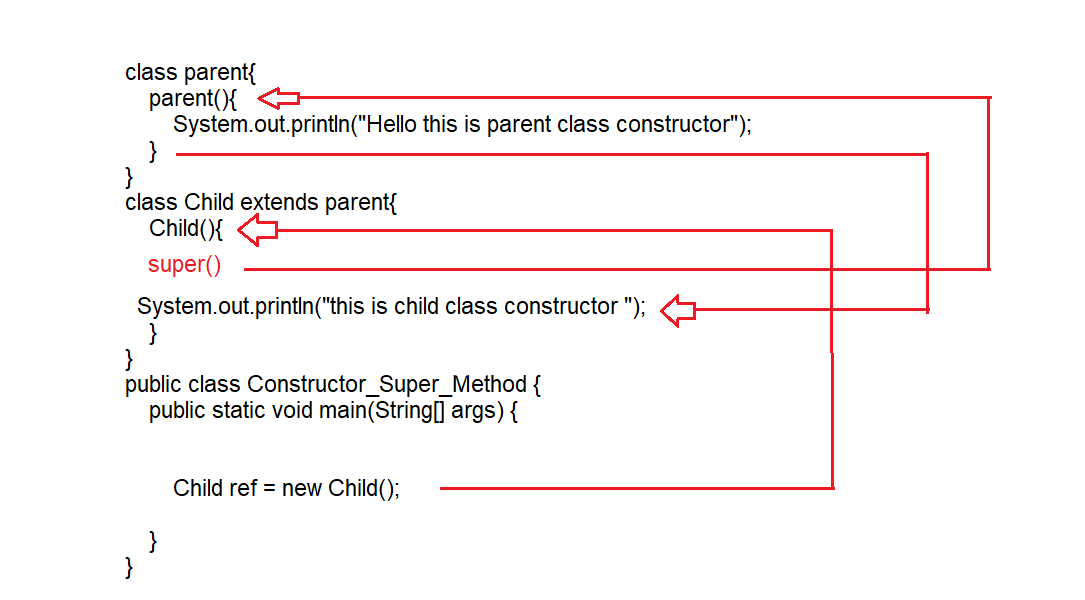 class parent{
parent(){
System.out.println("Hello this is parent class constructor");
}
}
class Child extends parent{
Child(){
super()
System.out.println("this is child class constructor ");
}
}
public class Constructor_Super_Method {
public static void main(String[] args) {
Child ref = new Child();
}
}